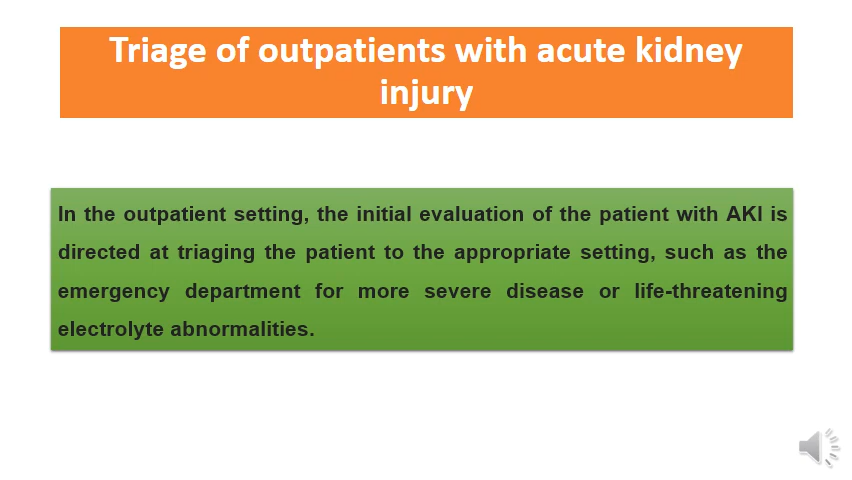 Triage of outpatients with acute kidney
injury
In the outpatient setting, the initial evaluation of the patient with AKI is
directed at triaging the patient to the appropriate setting, such as the
emergency department for more severe disease or life-threatening
electrolyte abnormalities.